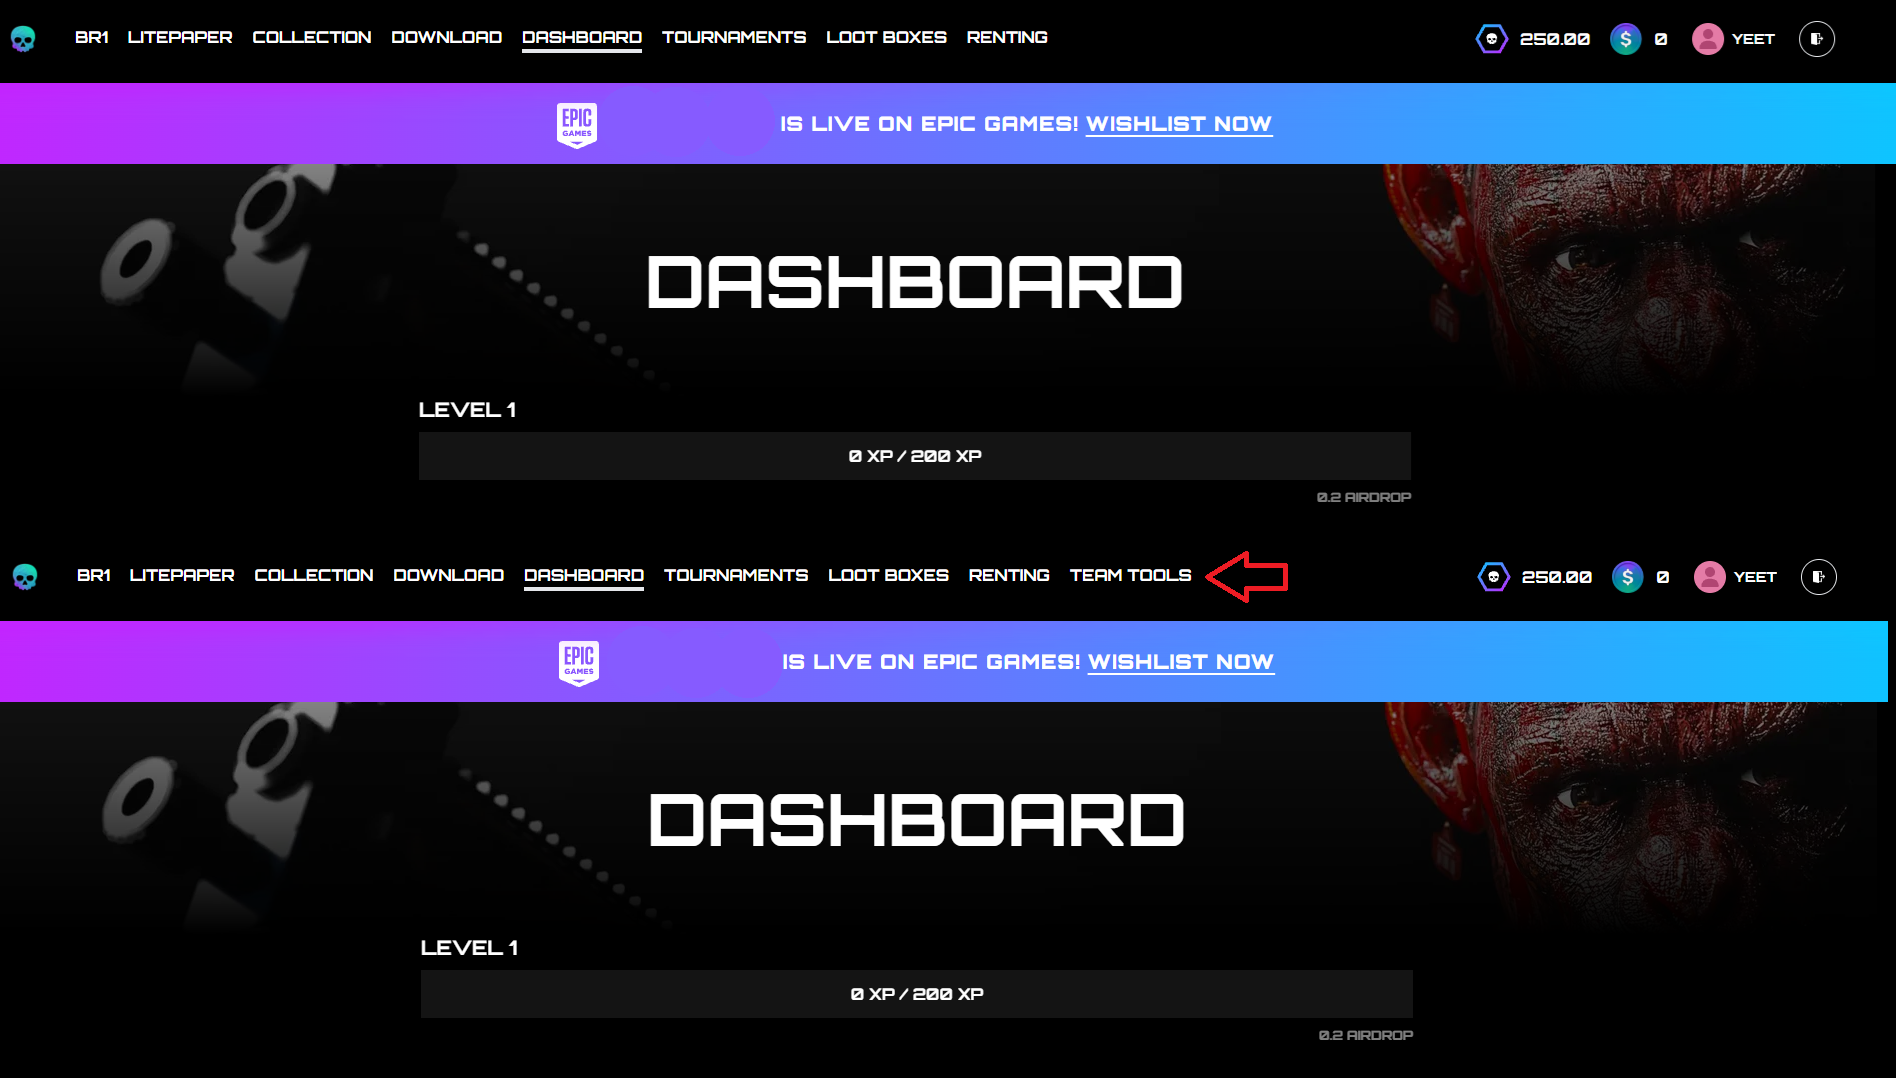 BR1 LITEPAPER COLLECTION DOWNLOAD DASHBOARD TOURNAMENTS LOOT BOXES RENTING 250.00 $ 0 YEET
EPIC GAMES IS LIVE ON EPIC GAMES! WISHLIST NOW
DASHBOARD
LEVEL 1
0 XP / 200 XP
0.2 AIRDROP
BR1 LITEPAPER COLLECTION DOWNLOAD DASHBOARD TOURNAMENTS LOOT BOXES RENTING TEAM TOOLS 250.00 $ 0 YEET
EPIC GAMES IS LIVE ON EPIC GAMES! WISHLIST NOW
DASHBOARD
LEVEL 1
0 XP / 200 XP
0.2 AIRDROP